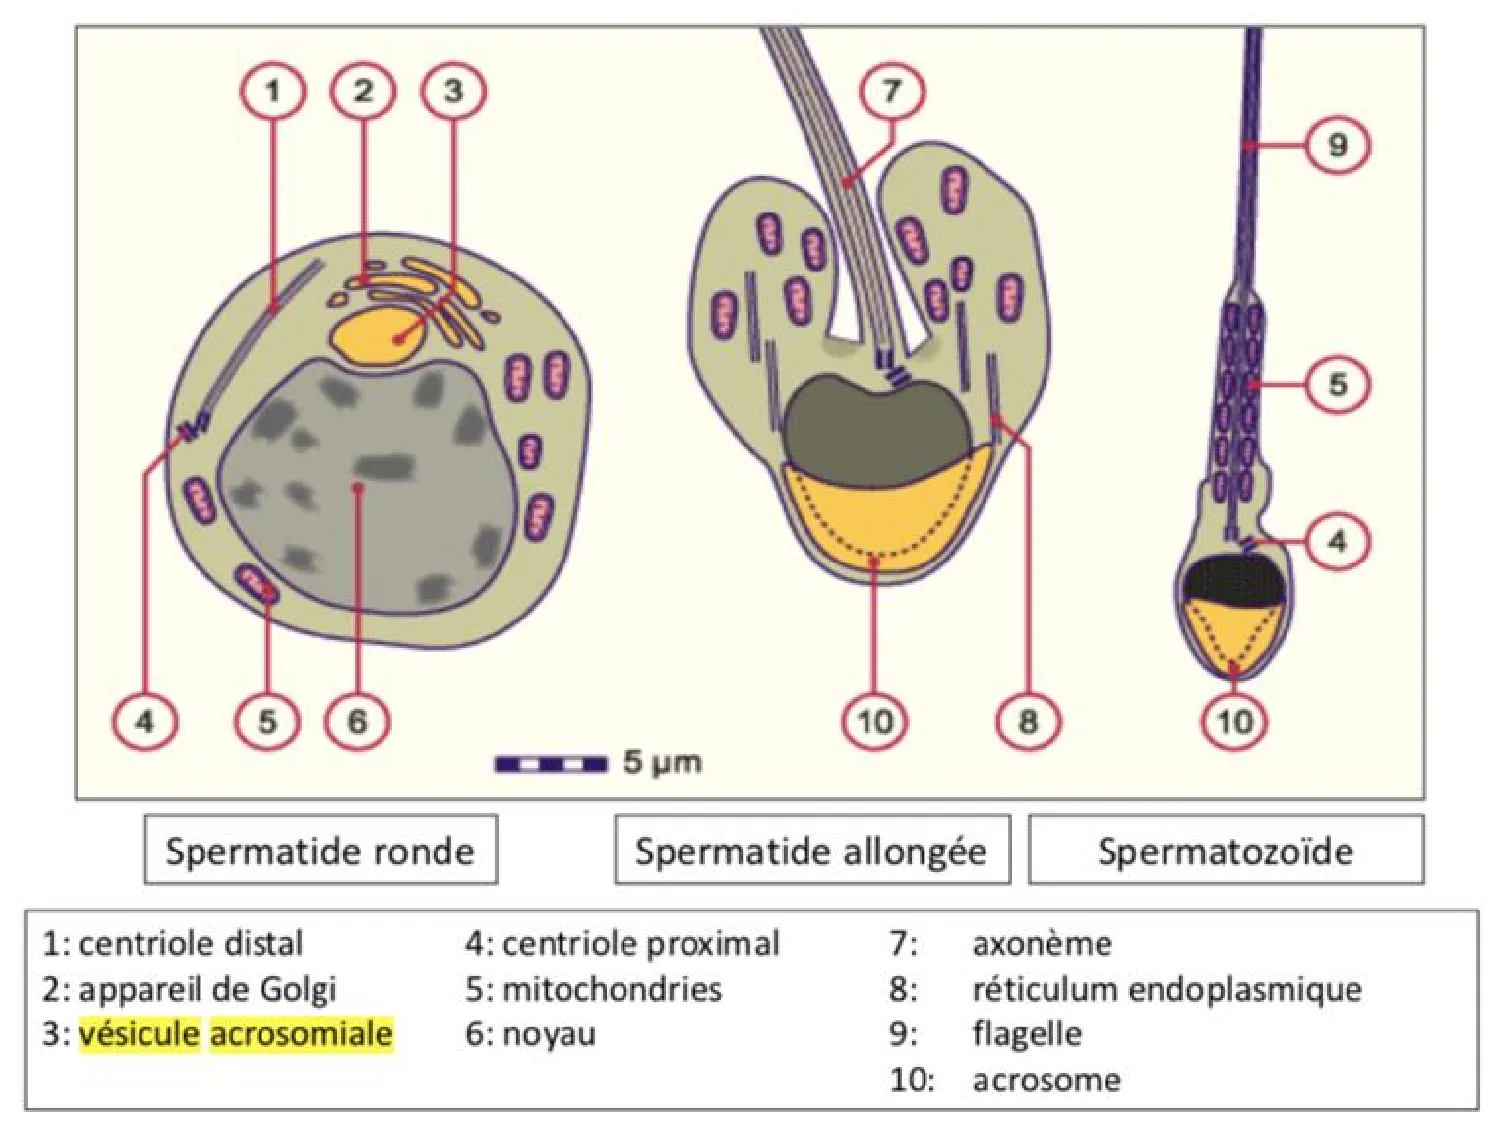 1 2 3 7 9
5
4
4 5 6 10 8 10
5 µm
Spermatide ronde
Spermatide allongée
Spermatozoïde
1: centriole distal
2: appareil de Golgi
3: vésicule acrosomiale
4: centriole proximal
5: mitochondries
6: noyau
7: axonème
8: réticulum endoplasmique
9: flagelle
10: acrosome